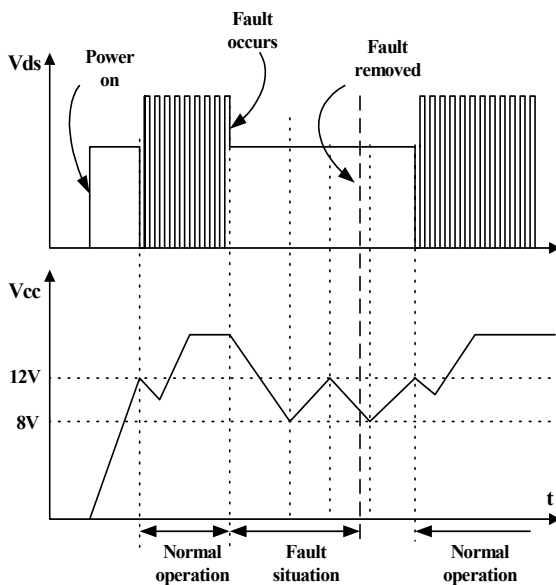 Fault
occurs
Vds
Power
on
Fault
removed
Vcc
12V
8V
t
Normal
operation
Fault
situation
Normal
operation